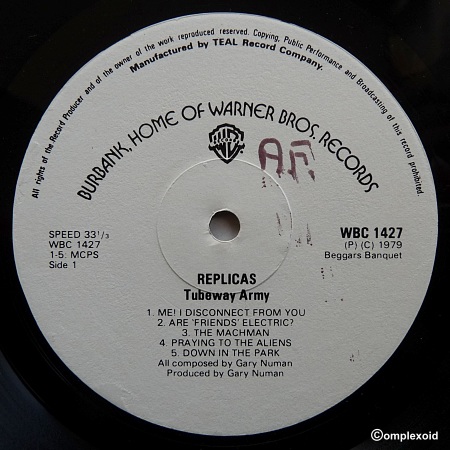 All rights of the Record Producer and of the owner of the work reproduced reserved. Copying, Public Performance and Broadcasting of this record prohibited.
Manufactured by TEAL Record Company.
BURBANK, HOME OF WARNER BROS. RECORDS
WB
A.F.
SPEED 33 1/3
WBC 1427
1-5: MCPS
Side 1
WBC 1427
(P) (C) 1979
Beggars Banquet
REPLICAS
Tubeway Army
1. ME! I DISCONNECT FROM YOU
2. ARE 'FRIENDS' ELECTRIC?
3. THE MACHMAN
4. PRAYING TO THE ALIENS
5. DOWN IN THE PARK
All composed by Gary Numan
Produced by Gary Numan
©omplexoid